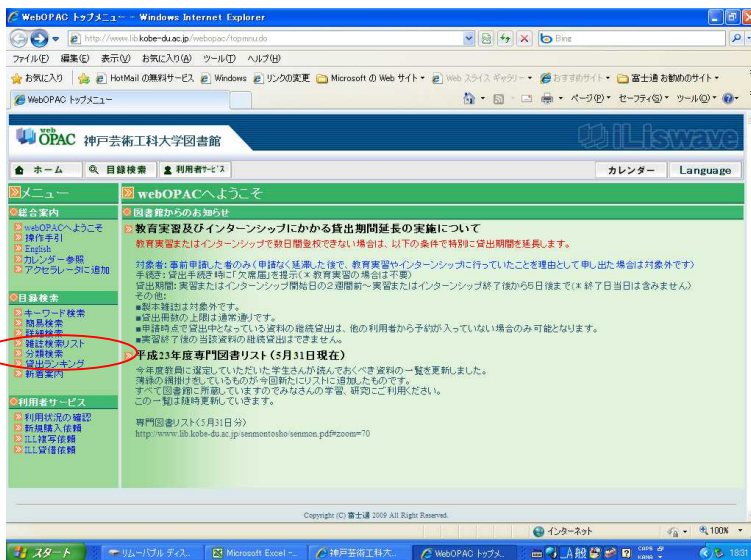 WebOPAC トップメニュー - Windows Internet Explorer
http://www.lib.kobe-du.ac.jp/webopac/topmnu.do
Bing
ファイル(F) 編集(E) 表示(V) お気に入り(A) ツール(T) ヘルプ(H)
お気に入り HotMail の無料サービス Windows リンクの変更 Microsoft の Web サイト Web スライス ギャラリー おすすめサイト 富士通 お勧めのサイト
WebOPAC トップメニュー
ページ(P) セーフティ(S) ツール(O)
web OPAC 神戸芸術工科大学図書館
iLiswave
ホーム 目録検索 利用者サービス カレンダー Language
メニュー
webOPACへようこそ
総合案内
webOPACへようこそ
操作手引
English
カレンダー参照
アクセラレータに追加
目録検索
キーワード検索
簡易検索
詳細検索
雑誌検索リスト
分類検索
貸出ランキング
新着案内
利用者サービス
利用状況の確認
新規購入依頼
ILL複写依頼
ILL貸借依頼
図書館からのお知らせ
教育実習及びインターンシップにかかる貸出期間延長の実施について
教育実習またはインターンシップで数日間登校できない場合は、以下の条件で特別に貸出期間を延長します。
対象者：事前申請した者のみ（申請なく延滞した後で、教育実習やインターンシップに行っていたことを理由として申し出た場合は対象外です）
手続き：貸出手続き時に「欠席届」を提示（＊教育実習の場合は不要）
貸出期間：実習またはインターンシップ開始日の2週間前～実習またはインターンシップ終了後から5日後まで（＊終了日当日は含みません）
その他：
■製本雑誌は対象外です。
■貸出冊数の上限は通常通りです。
■申請時点で貸出中となっている資料の継続貸出は、他の利用者から予約が入っていない場合のみ可能となります。
■実習終了後の当該資料の継続貸出はできません。
平成23年度専門図書リスト（5月31日現在）
今年度教員に選定していただいた学生さんが読んでおくべき資料の一覧を更新しました。
薄緑の網掛けをしているものが今回新たにリストに追加したものです。
すべて図書館に所蔵していますのでみなさんの学習、研究にご利用ください。
この一覧は随時更新していきます。
専門図書リスト（5月31日分）
http://www.lib.kobe-du.ac.jp/senmontosho/senmon.pdf#zoom=70
Copyright (C) 富士通 2009 All Right Reserved.
インターネット 100%
スタート リムーバブル ディス... Microsoft Excel -... 神戸芸術工科大... WebOPAC トップメ... A 般 CAPS KANA 18:31